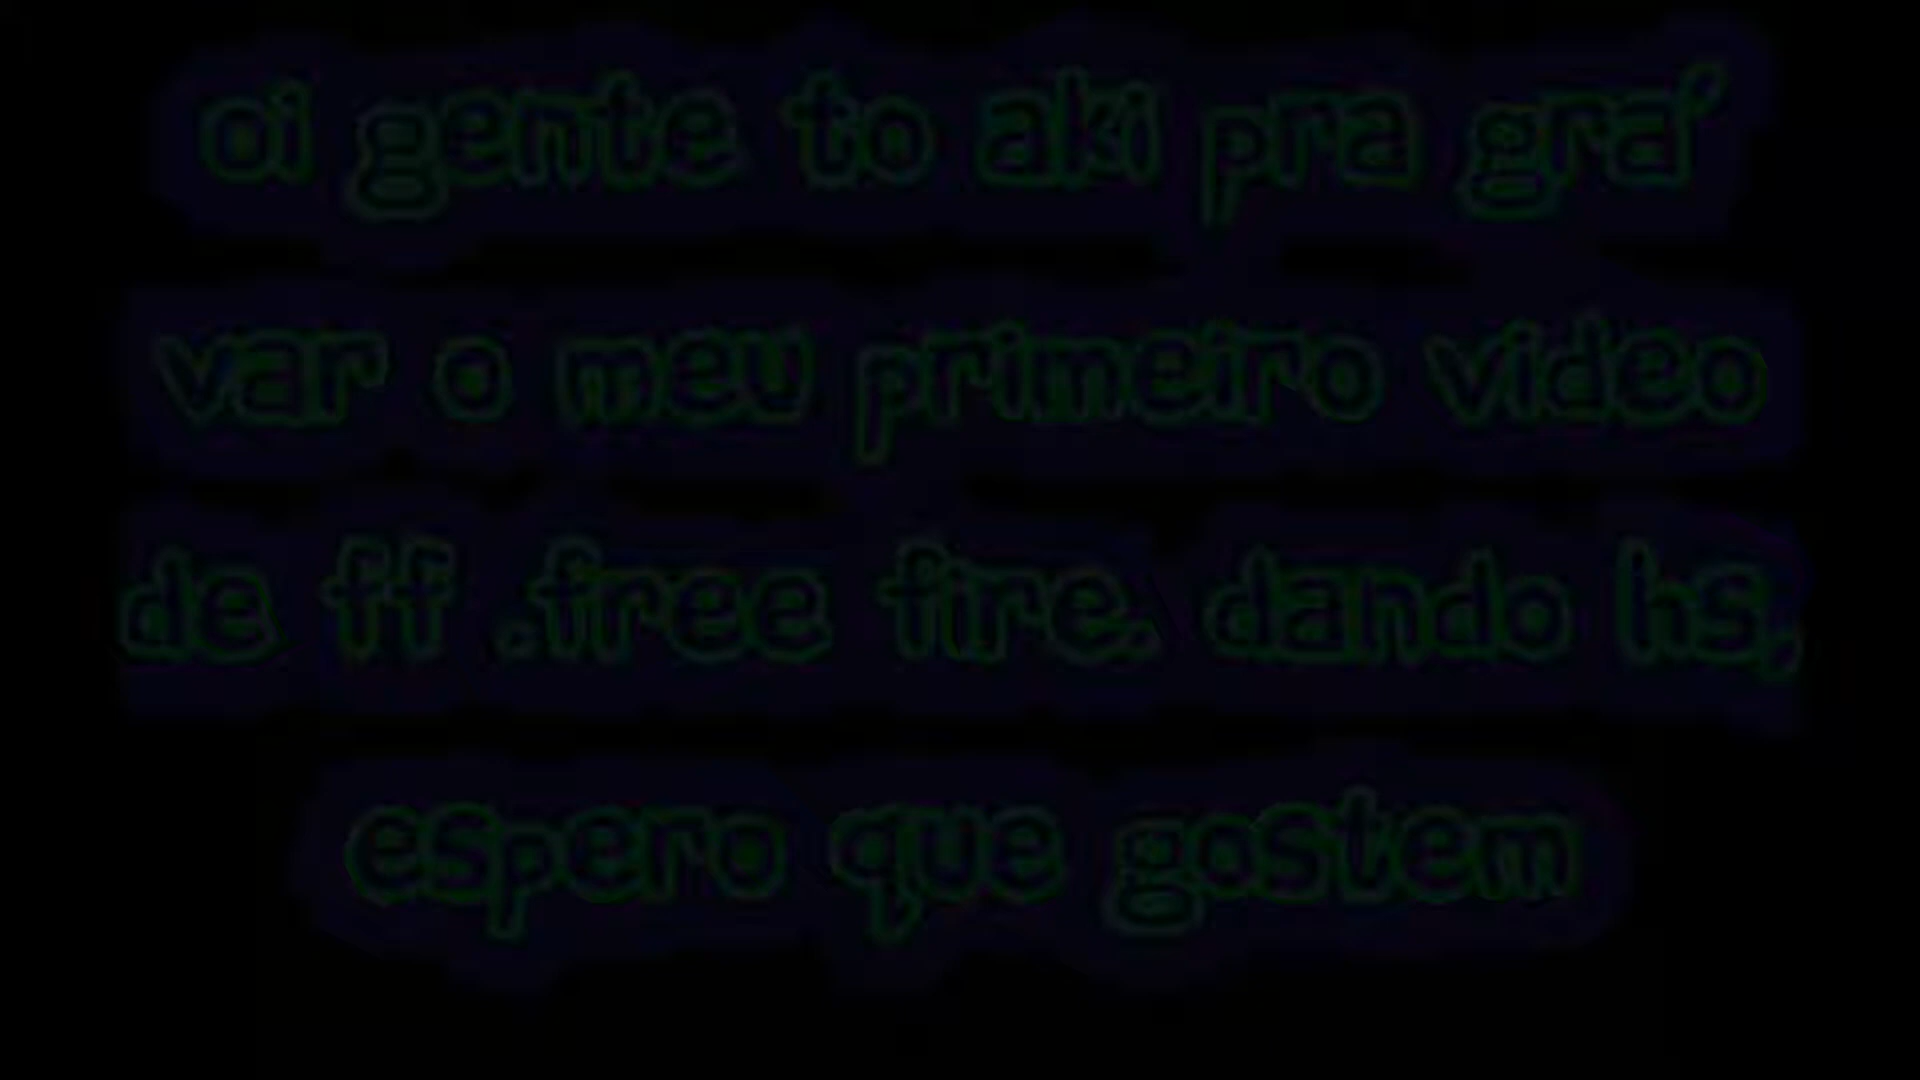 oi gente to aki pra gra'
var o meu primeiro video
de ff .free fire. dando hs,
espero que gostem